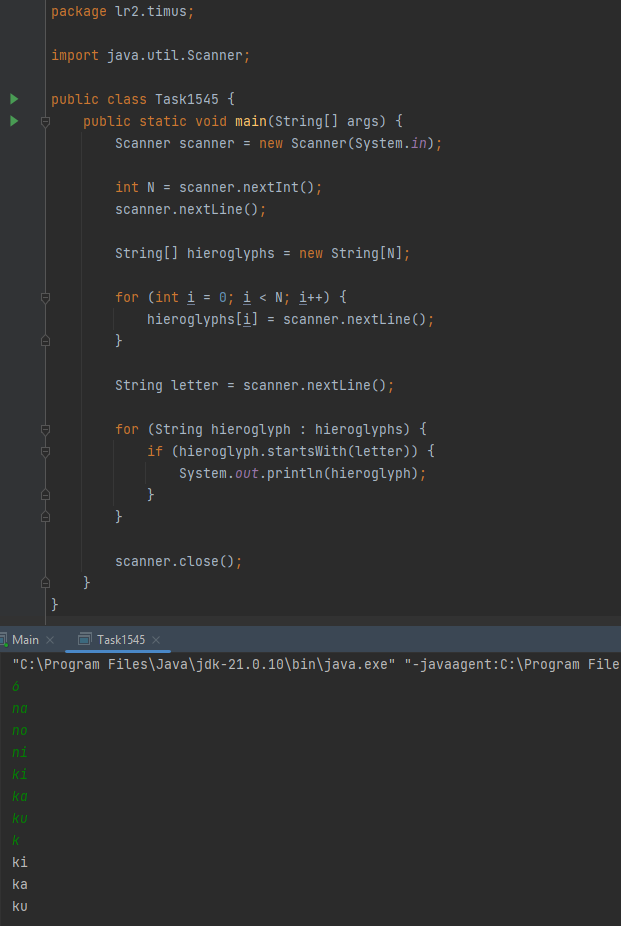 package lr2.timus;
import java.util.Scanner;
public class Task1545 {
public static void main(String[] args) {
Scanner scanner = new Scanner(System.in);
int N = scanner.nextInt();
scanner.nextLine();
String[] hieroglyphs = new String[N];
for (int i = 0; i < N; i++) {
hieroglyphs[i] = scanner.nextLine();
}
String letter = scanner.nextLine();
for (String hieroglyph : hieroglyphs) {
if (hieroglyph.startsWith(letter)) {
System.out.println(hieroglyph);
}
}
scanner.close();
}
}
Main Task1545
"C:\Program Files\Java\jdk-21.0.10\bin\java.exe" "-javaagent:C:\Program File
6
na
no
ni
ki
ka
ku
k
ki
ka
ku